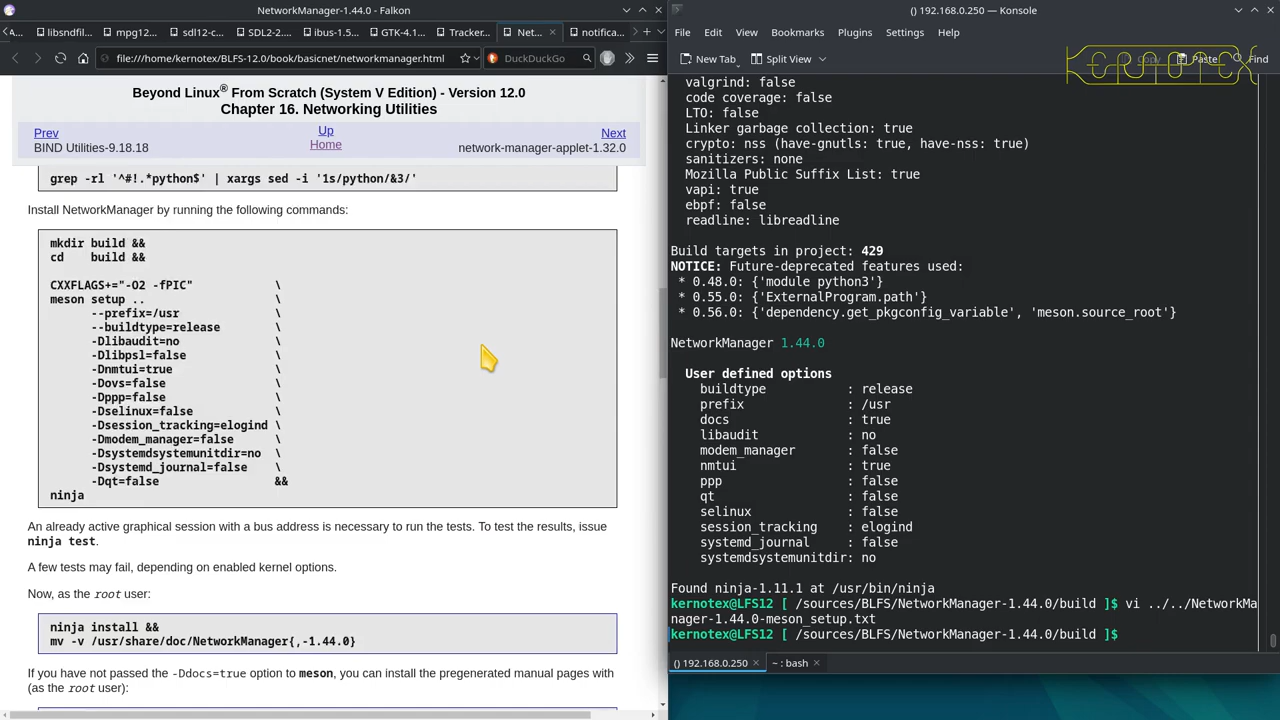 NetworkManager-1.44.0 - Falkon
A...
libsndfil...
mpg12...
sdl12-c...
SDL2-2....
ibus-1.5...
GTK-4.1...
Tracker...
Net...
notifica...
file:///home/kernotex/BLFS-12.0/book/basicnet/networkmanager.html
DuckDuckGo
Beyond Linux® From Scratch (System V Edition) - Version 12.0
Chapter 16. Networking Utilities
Prev
Up
Next
BIND Utilities-9.18.18
Home
network-manager-applet-1.32.0
grep -rl '^#!.*python$' | xargs sed -i '1s/python/&3/'
Install NetworkManager by running the following commands:
mkdir build &&
cd    build &&
CXXFLAGS+="-O2 -fPIC"            \
meson setup ..                   \
--prefix=/usr              \
--buildtype=release        \
-Dlibaudit=no              \
-Dlibpsl=false             \
-Dnmtui=true               \
-Dovs=false                \
-Dppp=false                \
-Dselinux=false            \
-Dsession_tracking=elogind \
-Dmodem_manager=false      \
-Dsystemdsystemunitdir=no  \
-Dsystemd_journal=false    \
-Dqt=false                 &&
ninja
An already active graphical session with a bus address is necessary to run the tests. To test the results, issue
ninja test.
A few tests may fail, depending on enabled kernel options.
Now, as the root user:
ninja install &&
mv -v /usr/share/doc/NetworkManager{,-1.44.0}
If you have not passed the -Ddocs=true option to meson, you can install the pregenerated manual pages with
(as the root user):
() 192.168.0.250 — Konsole
File
Edit
View
Bookmarks
Plugins
Settings
Help
New Tab
Split View
Copy
Paste
Find
KERNOTEX
valgrind: false
code coverage: false
LTO: false
Linker garbage collection: true
crypto: nss (have-gnutls: true, have-nss: true)
sanitizers: none
Mozilla Public Suffix List: true
vapi: true
ebpf: false
readline: libreadline
Build targets in project: 429
NOTICE: Future-deprecated features used:
* 0.48.0: {'module python3'}
* 0.55.0: {'ExternalProgram.path'}
* 0.56.0: {'dependency.get_pkgconfig_variable', 'meson.source_root'}
NetworkManager 1.44.0
User defined options
buildtype            : release
prefix               : /usr
docs                 : true
libaudit             : no
modem_manager        : false
nmtui                : true
ppp                  : false
qt                   : false
selinux              : false
session_tracking     : elogind
systemd_journal      : false
systemdsystemunitdir: no
Found ninja-1.11.1 at /usr/bin/ninja
kernotex@LFS12 [ /sources/BLFS/NetworkManager-1.44.0/build ]$ vi ../../NetworkMa
nager-1.44.0-meson_setup.txt
kernotex@LFS12 [ /sources/BLFS/NetworkManager-1.44.0/build ]$
() 192.168.0.250
~ : bash